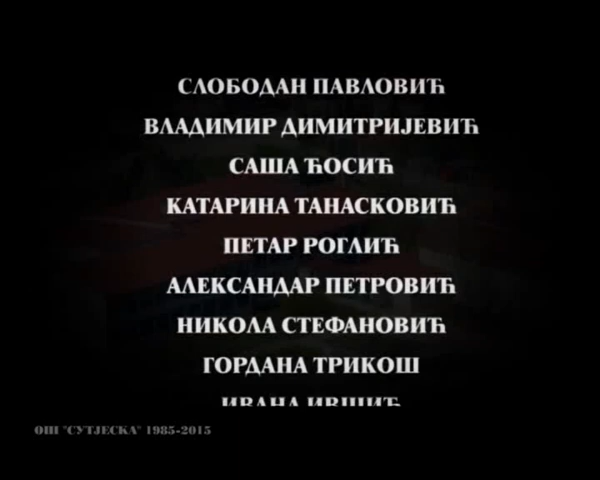 СЛОБОДАН ПАВЛОВИЋ
ВЛАДИМИР ДИМИТРИЈЕВИЋ
САША ЋОСИЋ
КАТАРИНА ТАНАСКОВИЋ
ПЕТАР РОГЛИЋ
АЛЕКСАНДАР ПЕТРОВИЋ
НИКОЛА СТЕФАНОВИЋ
ГОРДАНА ТРИКОШ
ИВАНА
ОШ "СУТЈЕСКА" 1985-2015